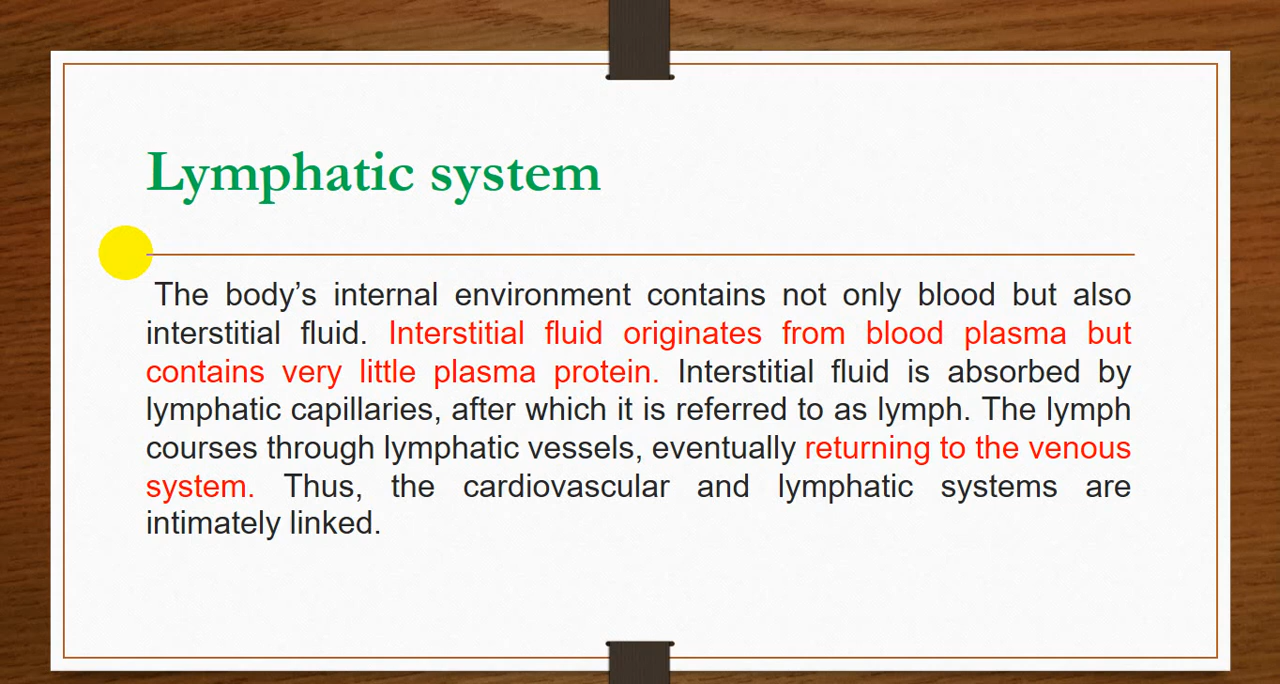 Lymphatic system
The body’s internal environment contains not only blood but also
interstitial fluid. Interstitial fluid originates from blood plasma but
contains very little plasma protein. Interstitial fluid is absorbed by
lymphatic capillaries, after which it is referred to as lymph. The lymph
courses through lymphatic vessels, eventually returning to the venous
system. Thus, the cardiovascular and lymphatic systems are
intimately linked.